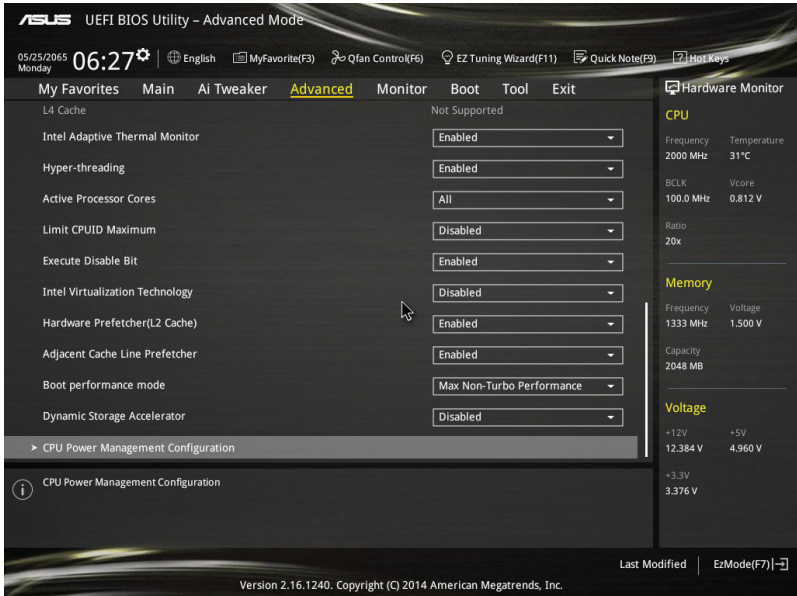 ASUS UEFI BIOS Utility – Advanced Mode
05/25/2065
Monday
06:27
English
MyFavorite(F3)
Qfan Control(F6)
EZ Tuning Wizard(F11)
Quick Note(F9)
? Hot Keys
My Favorites Main Ai Tweaker Advanced Monitor Boot Tool Exit
L4 Cache Not Supported
Intel Adaptive Thermal Monitor Enabled
Hyper-threading Enabled
Active Processor Cores All
Limit CPUID Maximum Disabled
Execute Disable Bit Enabled
Intel Virtualization Technology Disabled
Hardware Prefetcher(L2 Cache) Enabled
Adjacent Cache Line Prefetcher Enabled
Boot performance mode Max Non-Turbo Performance
Dynamic Storage Accelerator Disabled
> CPU Power Management Configuration
i CPU Power Management Configuration
Hardware Monitor
CPU
Frequency Temperature
2000 MHz 31°C
BCLK Vcore
100.0 MHz 0.812 V
Ratio
20x
Memory
Frequency Voltage
1333 MHz 1.500 V
Capacity
2048 MB
Voltage
+12V +5V
12.384 V 4.960 V
+3.3V
3.376 V
Last Modified EzMode(F7)
Version 2.16.1240. Copyright (C) 2014 American Megatrends, Inc.